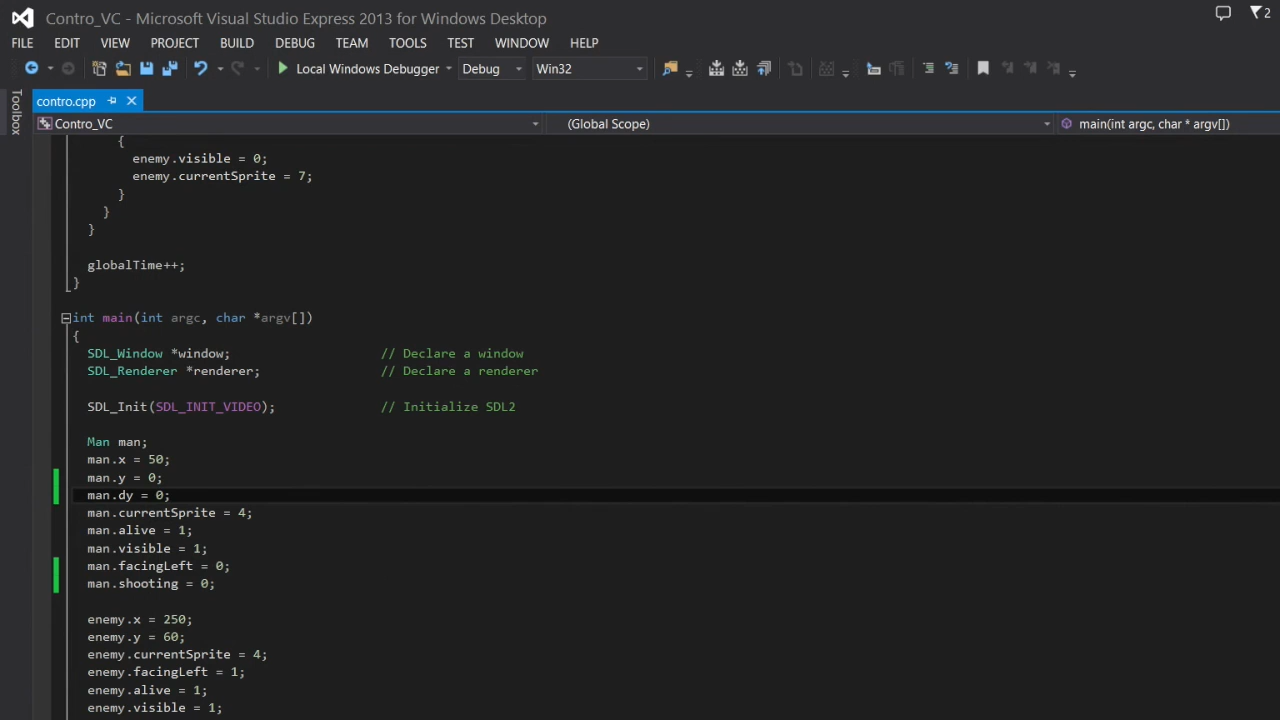 Contro_VC - Microsoft Visual Studio Express 2013 for Windows Desktop
2
FILE EDIT VIEW PROJECT BUILD DEBUG TEAM TOOLS TEST WINDOW HELP
Local Windows Debugger Debug Win32
Toolbox
contro.cpp
Contro_VC (Global Scope) main(int argc, char * argv[])
{
enemy.visible = 0;
enemy.currentSprite = 7;
}
}
}
globalTime++;
}
int main(int argc, char *argv[])
{
SDL_Window *window; // Declare a window
SDL_Renderer *renderer; // Declare a renderer
SDL_Init(SDL_INIT_VIDEO); // Initialize SDL2
Man man;
man.x = 50;
man.y = 0;
man.dy = 0;
man.currentSprite = 4;
man.alive = 1;
man.visible = 1;
man.facingLeft = 0;
man.shooting = 0;
enemy.x = 250;
enemy.y = 60;
enemy.currentSprite = 4;
enemy.facingLeft = 1;
enemy.alive = 1;
enemy.visible = 1;